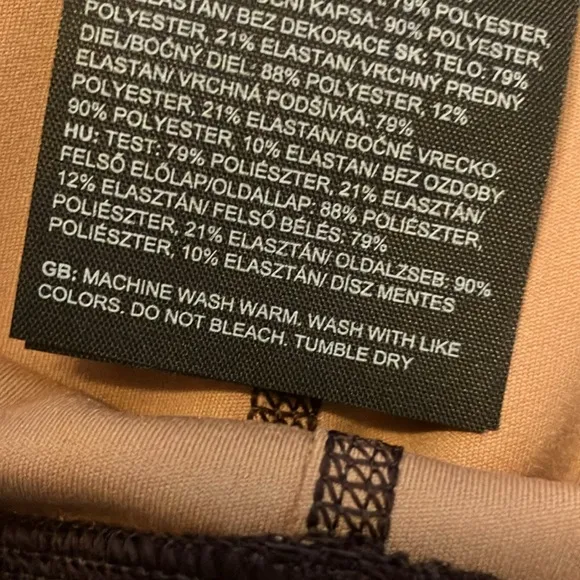 79% POLYESTER,
ELASTAN/ BEZ DEKORACE SK: TELO: 79%
POLYESTER, 21% ELASTAN/ VRCHNÝ PREDNÝ
DIEL/BOČNÝ DIEL: 88% POLYESTER, 12%
ELASTAN/ VRCHNÁ PODŠÍVKA: 79%
POLYESTER, 21% ELASTAN/ BOČNÉ VRECKO:
90% POLYESTER, 10% ELASTAN/ BEZ OZDOBY
HU: TEST: 79% POLIÉSZTER, 21% ELASZTÁN/
FELSŐ ELŐLAP/OLDALLAP: 88% POLIÉSZTER,
12% ELASZTÁN/ FELSŐ BÉLÉS: 79%
POLIÉSZTER, 21% ELASZTÁN/ OLDALZSEB: 90%
POLIÉSZTER, 10% ELASZTÁN/ DÍSZ MENTES
GB: MACHINE WASH WARM. WASH WITH LIKE
COLORS. DO NOT BLEACH. TUMBLE DRY